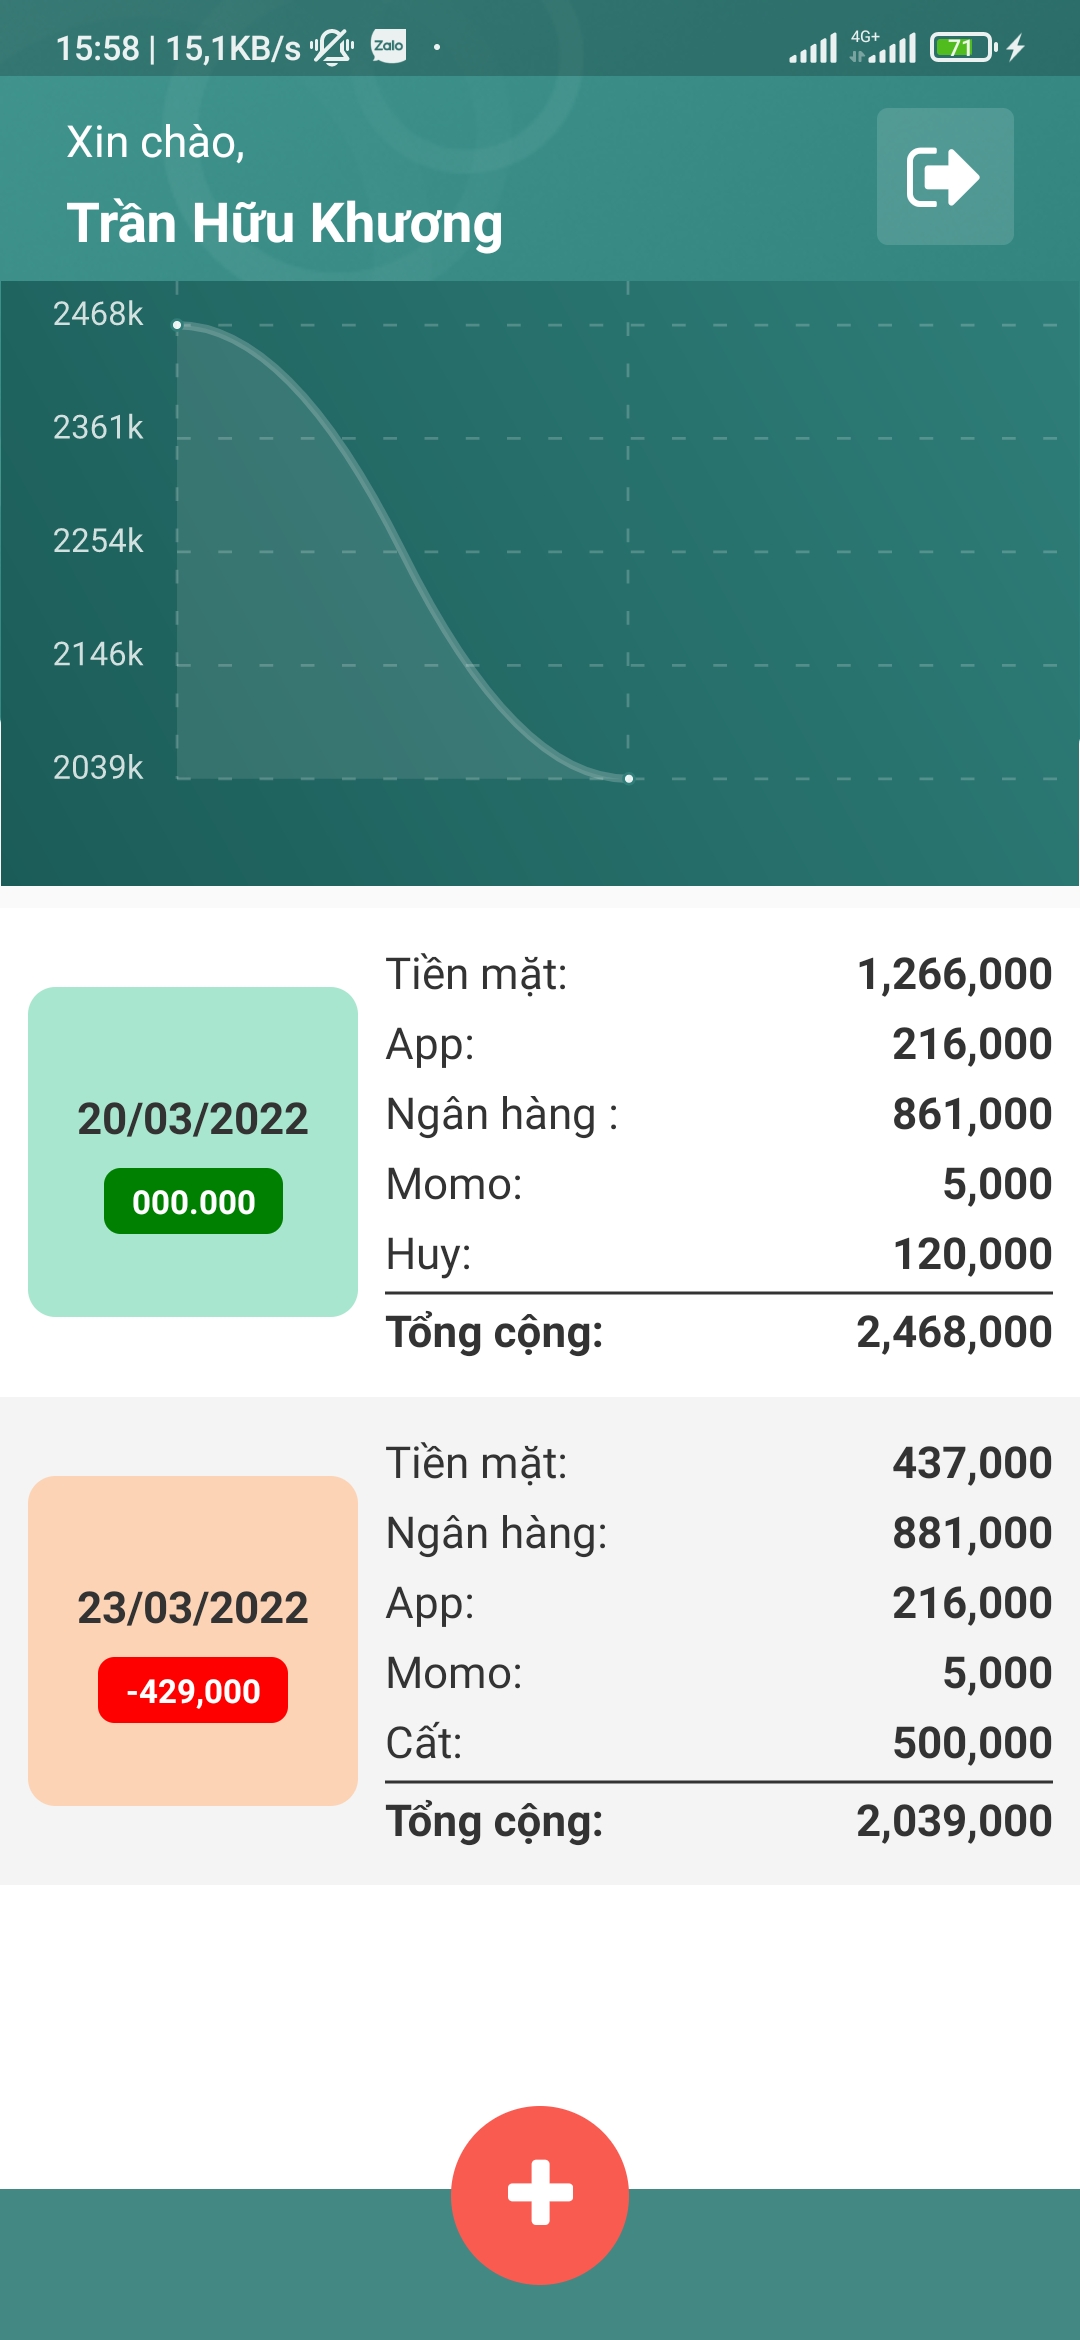 15:58 | 15,1KB/s Zalo 4G+ 71
Xin chào,
Trần Hữu Khương
2468k
2361k
2254k
2146k
2039k
20/03/2022
000.000
Tiền mặt: 1,266,000
App: 216,000
Ngân hàng : 861,000
Momo: 5,000
Huy: 120,000
Tổng cộng: 2,468,000
23/03/2022
-429,000
Tiền mặt: 437,000
Ngân hàng: 881,000
App: 216,000
Momo: 5,000
Cất: 500,000
Tổng cộng: 2,039,000